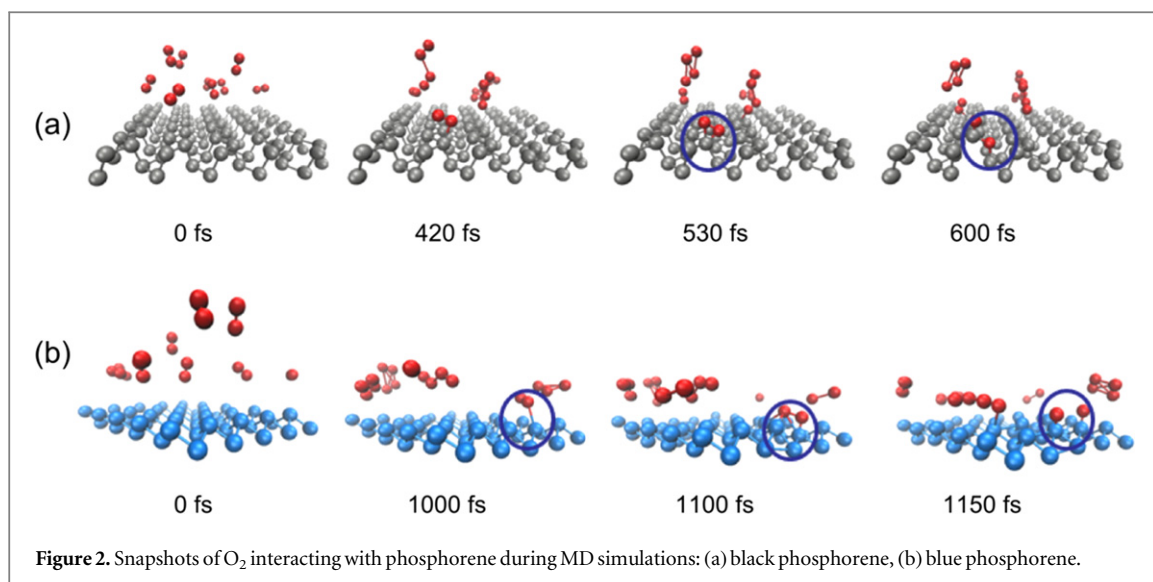 (a)
0 fs 420 fs 530 fs 600 fs
(b)
0 fs 1000 fs 1100 fs 1150 fs
Figure 2. Snapshots of O₂ interacting with phosphorene during MD simulations: (a) black phosphorene, (b) blue phosphorene.